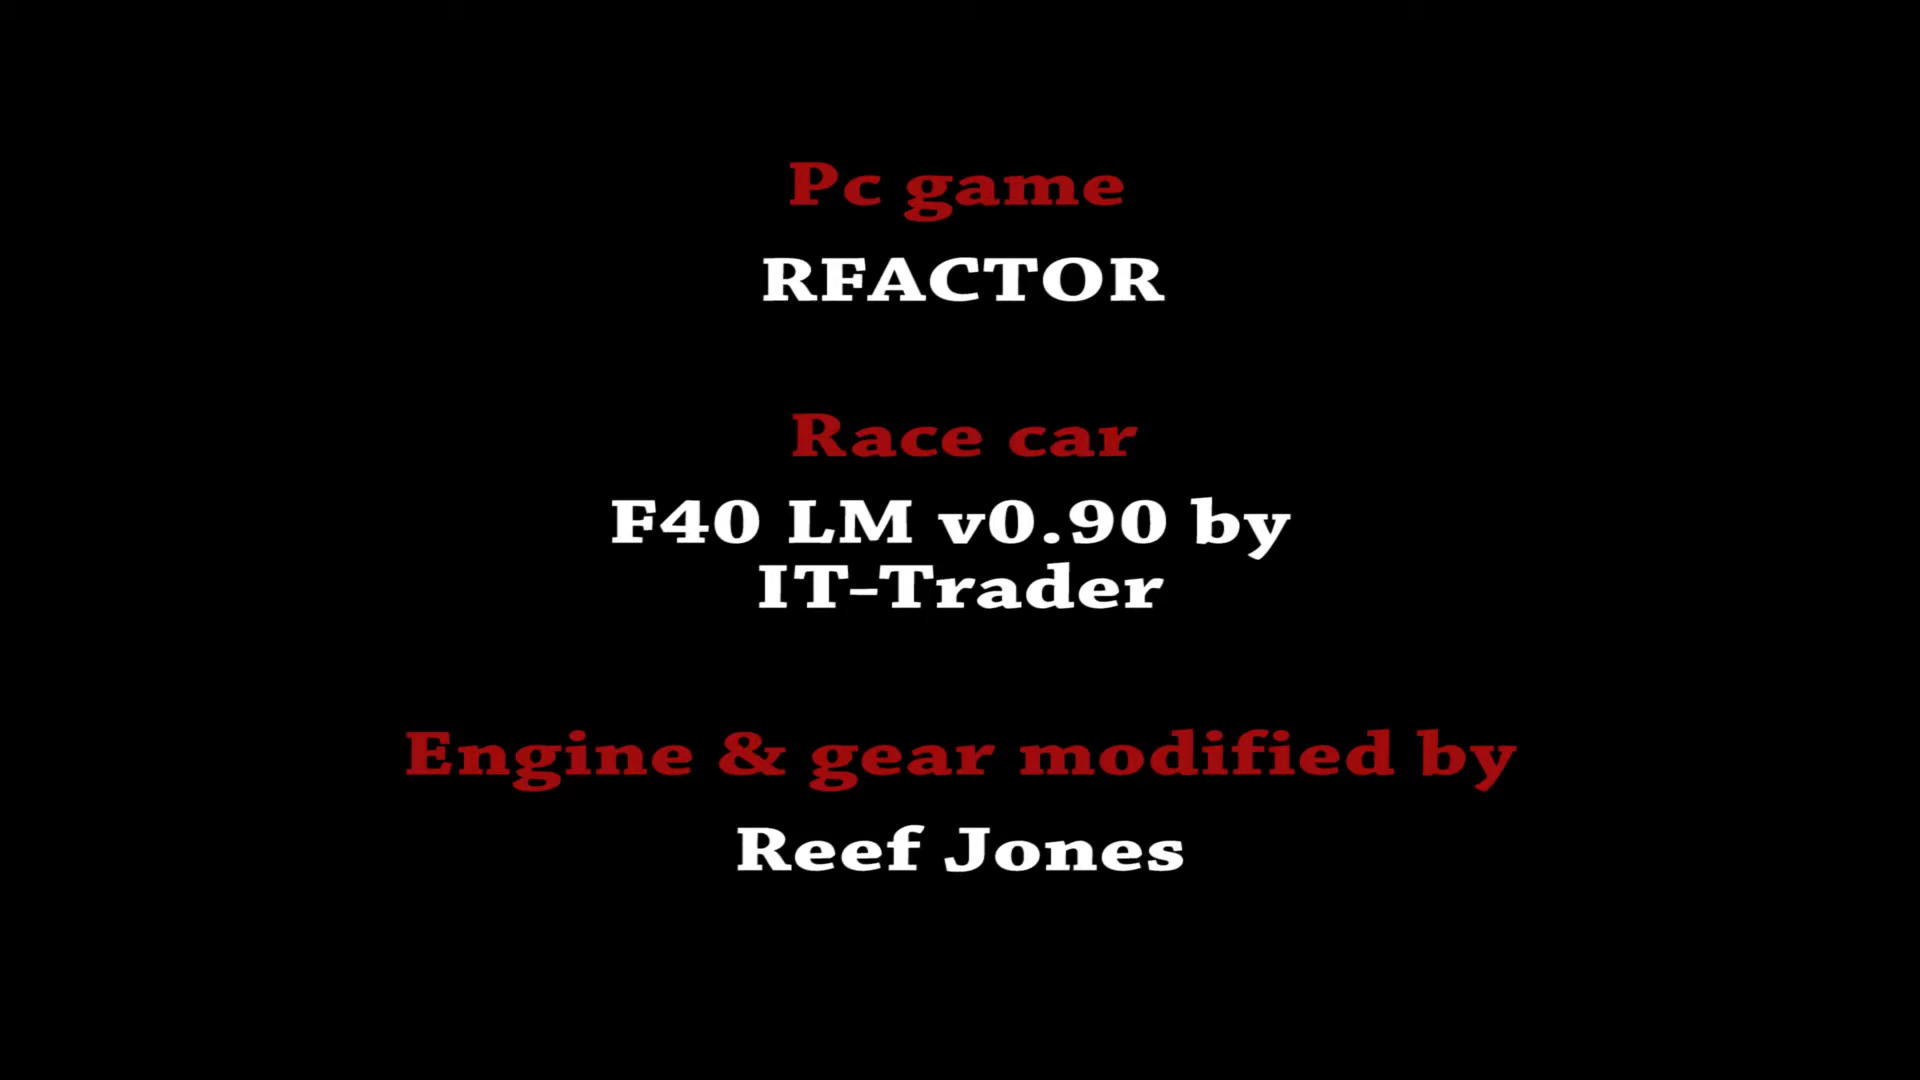 Pc game
RFACTOR
Race car
F40 LM v0.90 by
IT-Trader
Engine & gear modified by
Reef Jones